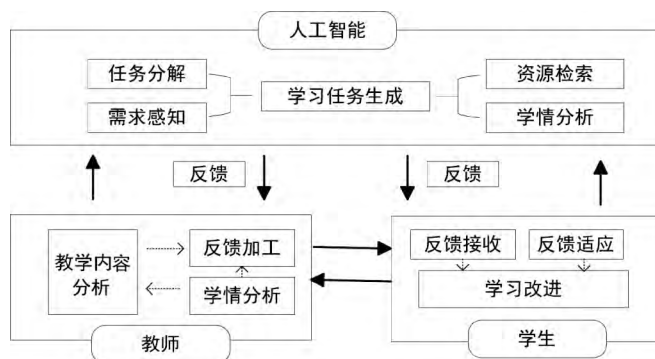 人工智能
任务分解
资源检索
学习任务生成
需求感知
学情分析
反馈
反馈
教学内容
分析
反馈加工
学情分析
教师
反馈接收
反馈适应
学习改进
学生